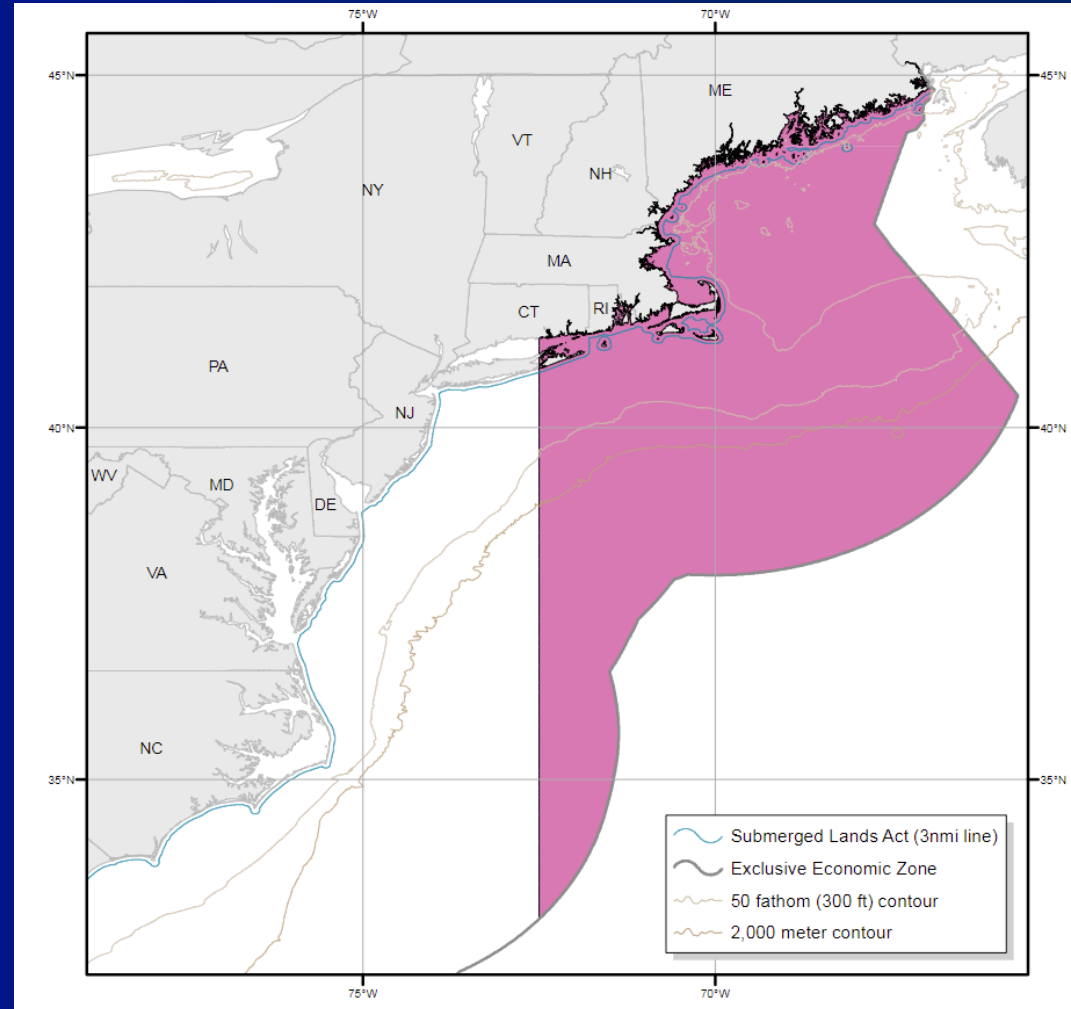 75°W
70°W
45°N
45°N
ME
VT
NH
NY
MA
CT
RI
PA
NJ
40°N
40°N
WV
MD
DE
VA
NC
35°N
35°N
Submerged Lands Act (3nmi line)
Exclusive Economic Zone
50 fathom (300 ft) contour
2,000 meter contour
75°W
70°W